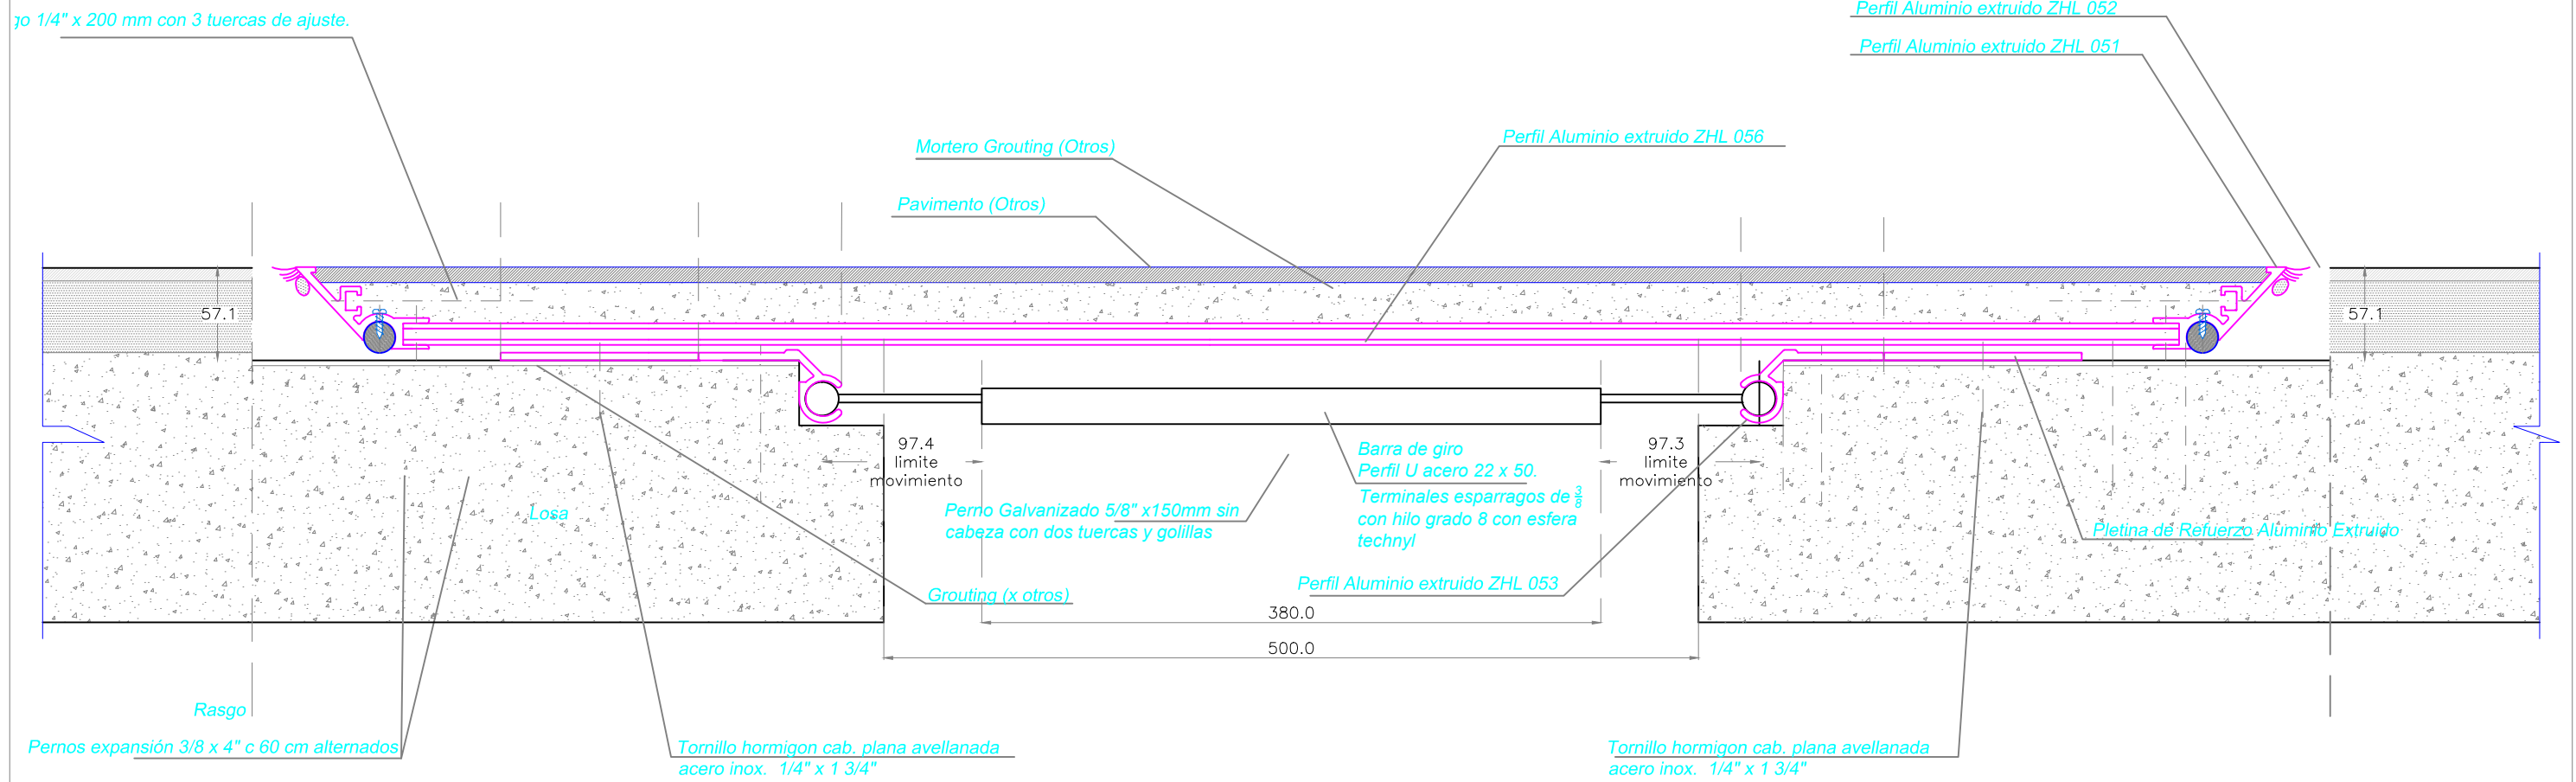 1/4" x 200 mm con 3 tuercas de ajuste.
Perfil Aluminio extruido ZHL 052
Perfil Aluminio extruido ZHL 051
Mortero Grouting (Otros)
Perfil Aluminio extruido ZHL 056
Pavimento (Otros)
57.1
57.1
97.4
limite
movimiento
Barra de giro
Perfil U acero 22 x 50.
97.3
limite
movimiento
Terminales esparragos de 3/8
con hilo grado 8 con esfera
technyl
Perno Galvanizado 5/8" x150mm sin
cabeza con dos tuercas y golillas
Losa
Pletina de Refuerzo Aluminio Extruido
Perfil Aluminio extruido ZHL 053
Grouting (x otros)
380.0
500.0
Rasgo
Pernos expansión 3/8 x 4" c 60 cm alternados
Tornillo hormigon cab. plana avellanada
acero inox. 1/4" x 1 3/4"
Tornillo hormigon cab. plana avellanada
acero inox. 1/4" x 1 3/4"